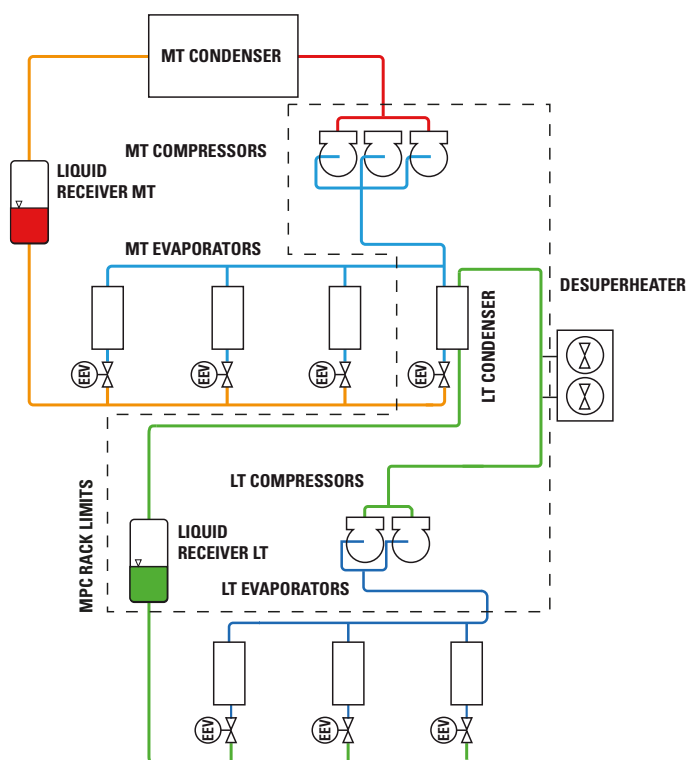 MT CONDENSER
MT COMPRESSORS
LIQUID
RECEIVER MT
MT EVAPORATORS
DESUPERHEATER
LT CONDENSER
EEV
EEV
EEV
EEV
LT COMPRESSORS
MPC RACK LIMITS
LIQUID
RECEIVER LT
LT EVAPORATORS
EEV
EEV
EEV